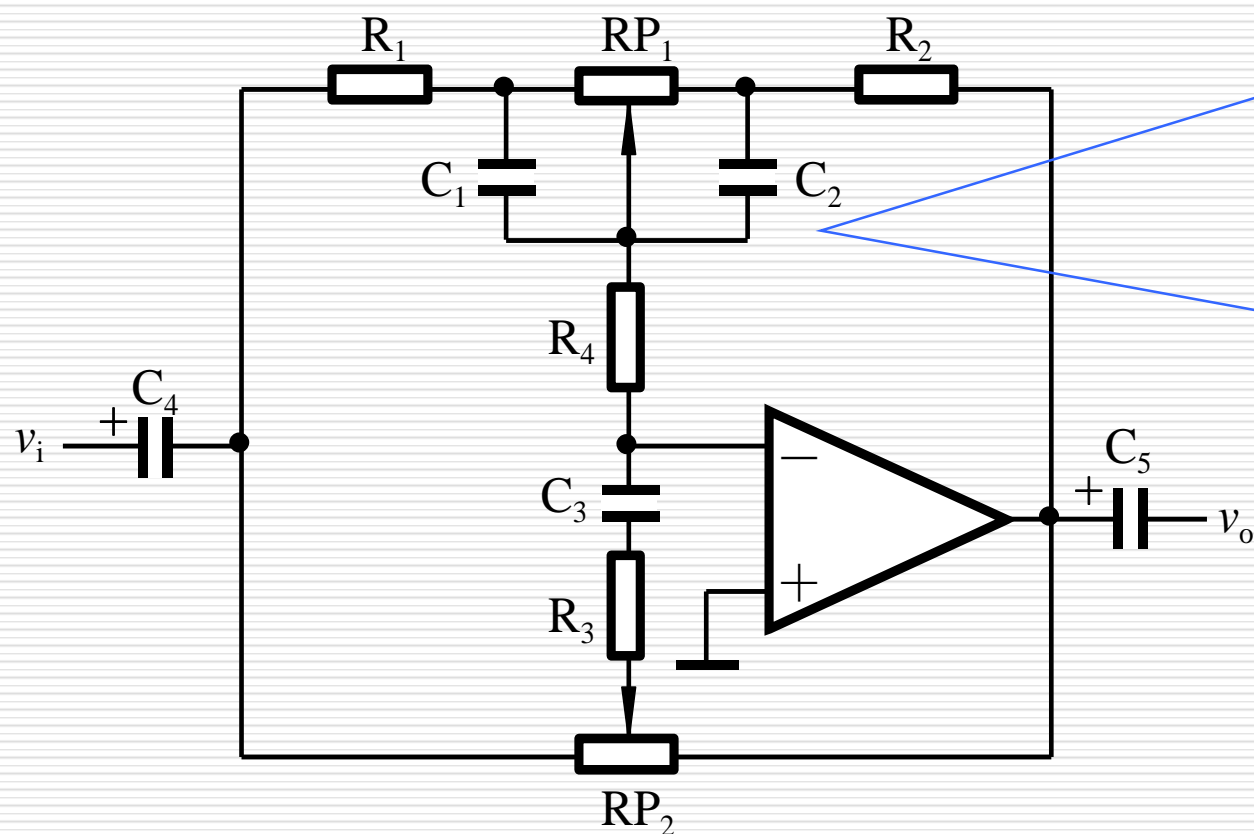 R₁ RP₁ R₂
C₁ C₂
R₄
C₄
+
vᵢ
−
C₅
+
C₃
vₒ
+
R₃
RP₂